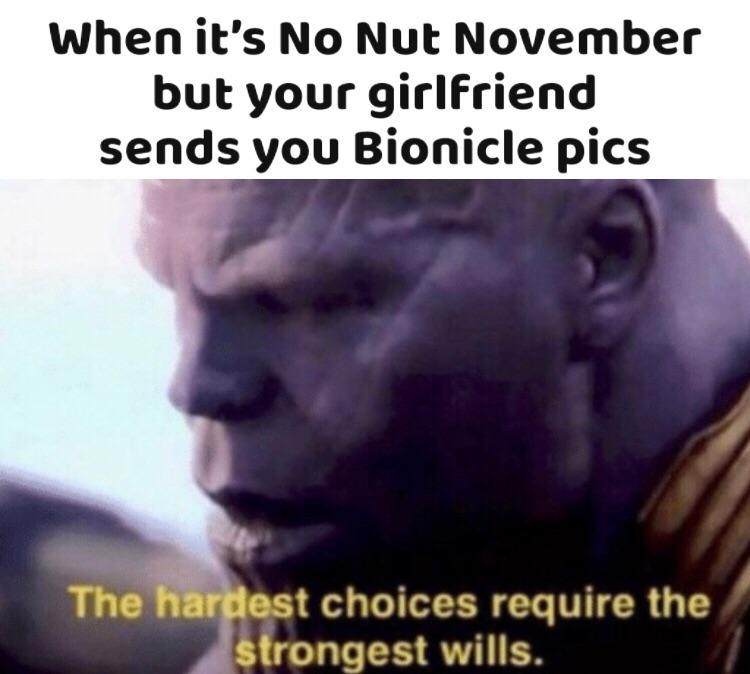 When it's No Nut November
but your girlfriend
sends you Bionicle pics
The hardest choices require the
strongest wills.